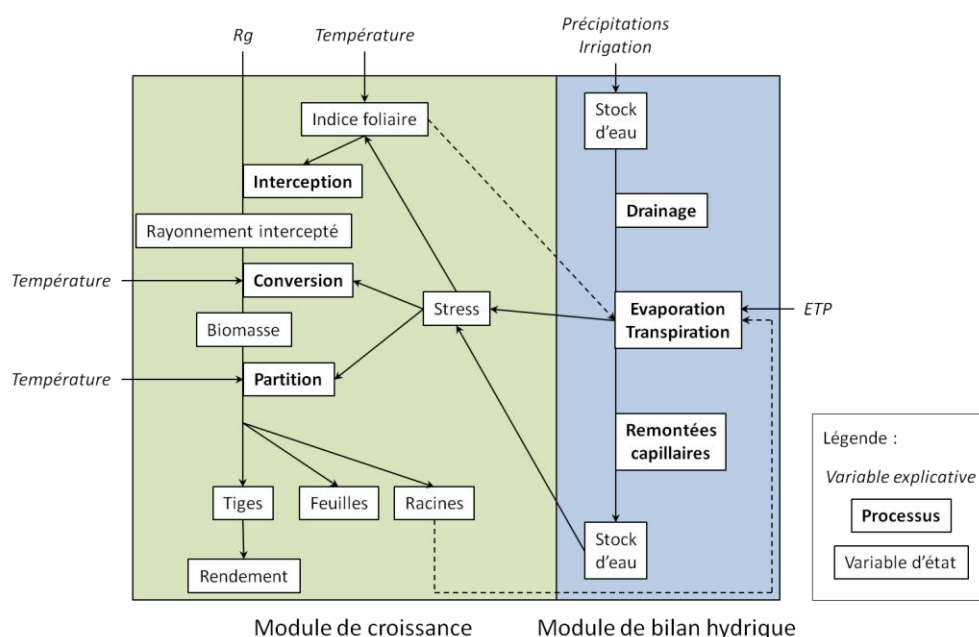 Rg
Température
Précipitations
Irrigation
Indice foliaire
Stock
d'eau
Interception
Drainage
Rayonnement intercepté
Température
Conversion
Stress
Evaporation
Transpiration
ETP
Biomasse
Température
Partition
Remontées
capillaires
Légende :
Variable explicative
Processus
Variable d'état
Tiges
Feuilles
Racines
Stock
d'eau
Rendement
Module de croissance
Module de bilan hydrique